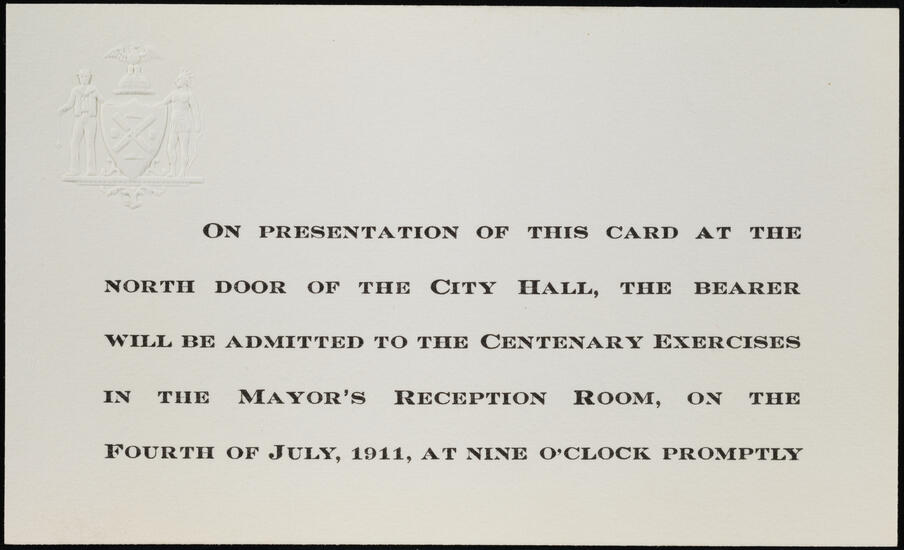 On presentation of this card at the
north door of the City Hall, the bearer
will be admitted to the Centenary Exercises
in the Mayor's Reception Room, on the
Fourth of July, 1911, at nine o'clock promptly